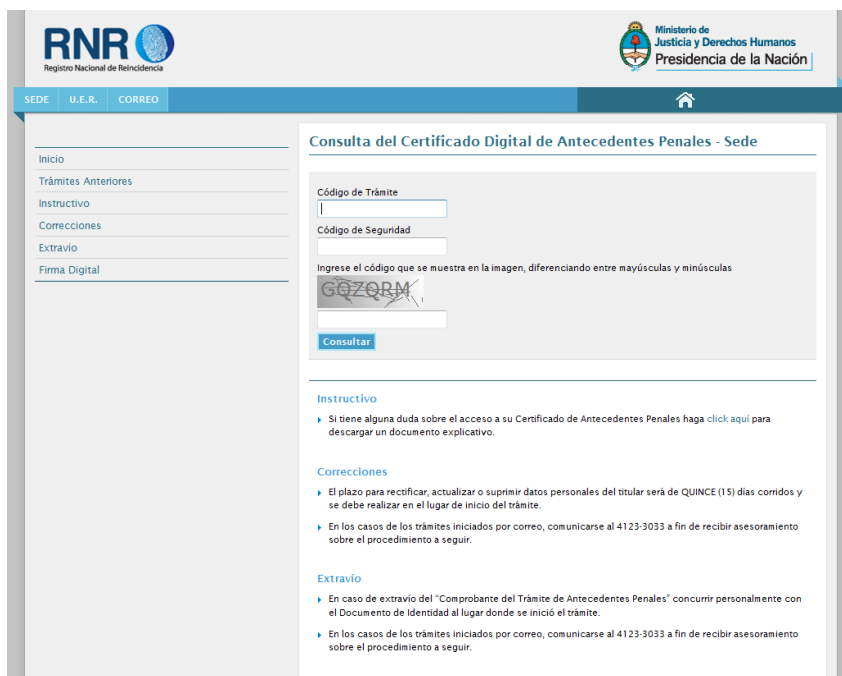 RNR
Registro Nacional de Reincidencia
Ministerio de
Justicia y Derechos Humanos
Presidencia de la Nación
SEDE U.E.R. CORREO
Inicio
Trámites Anteriores
Instructivo
Correcciones
Extravio
Firma Digital
Consulta del Certificado Digital de Antecedentes Penales - Sede
Código de Trámite
Código de Seguridad
Ingrese el código que se muestra en la imagen, diferenciando entre mayúsculas y minúsculas
GQZQRM
Consultar
Instructivo
Si tiene alguna duda sobre el acceso a su Certificado de Antecedentes Penales haga click aquí para
descargar un documento explicativo.
Correcciones
El plazo para rectificar, actualizar o suprimir datos personales del titular será de QUINCE (15) días corridos y
se debe realizar en el lugar de inicio del trámite.
En los casos de los trámites iniciados por correo, comunicarse al 4123-3033 a fin de recibir asesoramiento
sobre el procedimiento a seguir.
Extravío
En caso de extravío del "Comprobante del Trámite de Antecedentes Penales" concurrir personalmente con
el Documento de Identidad al lugar donde se inició el trámite.
En los casos de los trámites iniciados por correo, comunicarse al 4123-3033 a fin de recibir asesoramiento
sobre el procedimiento a seguir.